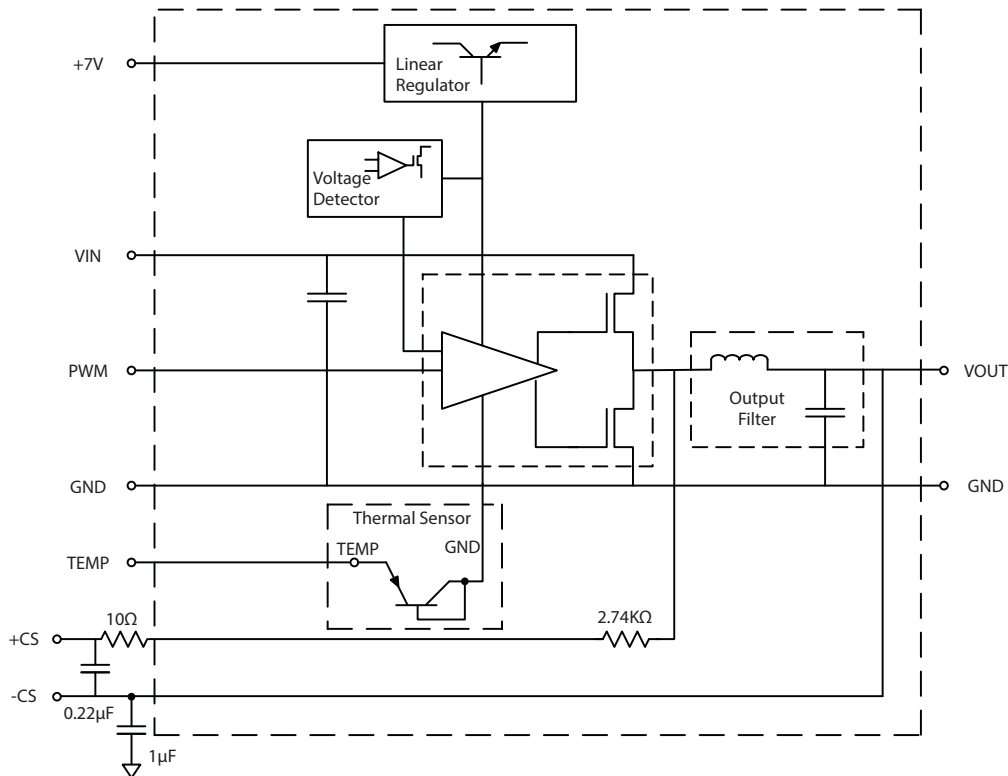 +7V
Linear
Regulator
Voltage
Detector
VIN
PWM
VOUT
Output
Filter
GND
GND
Thermal Sensor
TEMP
TEMP
GND
10Ω
2.74KΩ
+CS
-CS
0.22µF
1µF